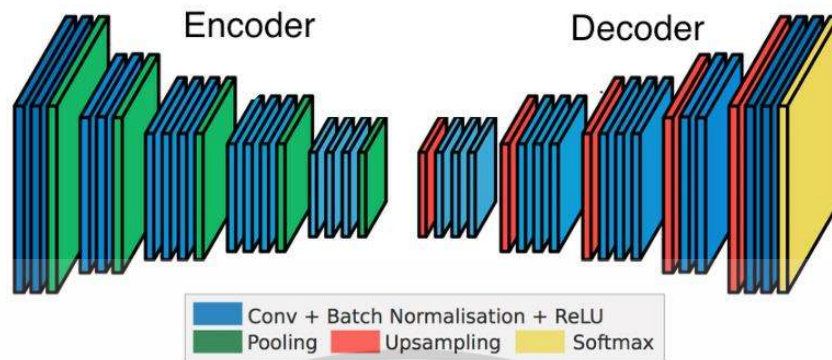 Encoder
Decoder
Conv + Batch Normalisation + ReLU
Pooling
Upsampling
Softmax